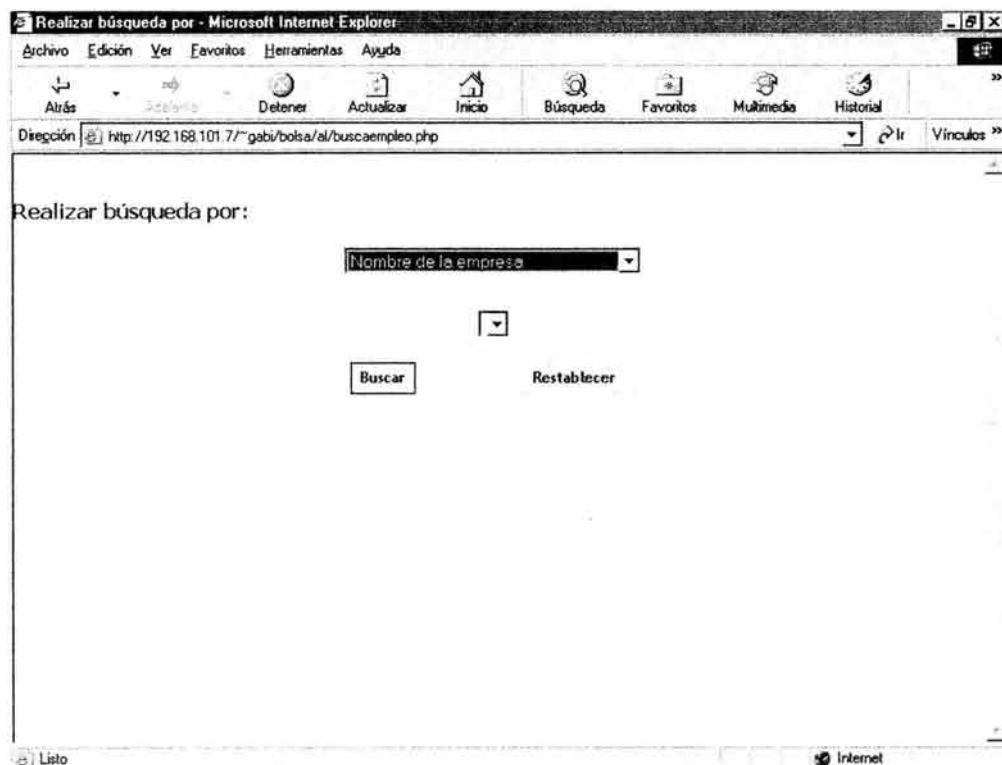 Realizar búsqueda por - Microsoft Internet Explorer
Archivo Edición Ver Favoritos Herramientas Ayuda
Atrás Adelante Detener Actualizar Inicio Búsqueda Favoritos Multimedia Historial »
Dirección http://192.168.101.7/~gabi/bolsa/al/buscaempleo.php Ir Vínculos »
Realizar búsqueda por:
Nombre de la empresa
Buscar Restablecer
Listo Internet